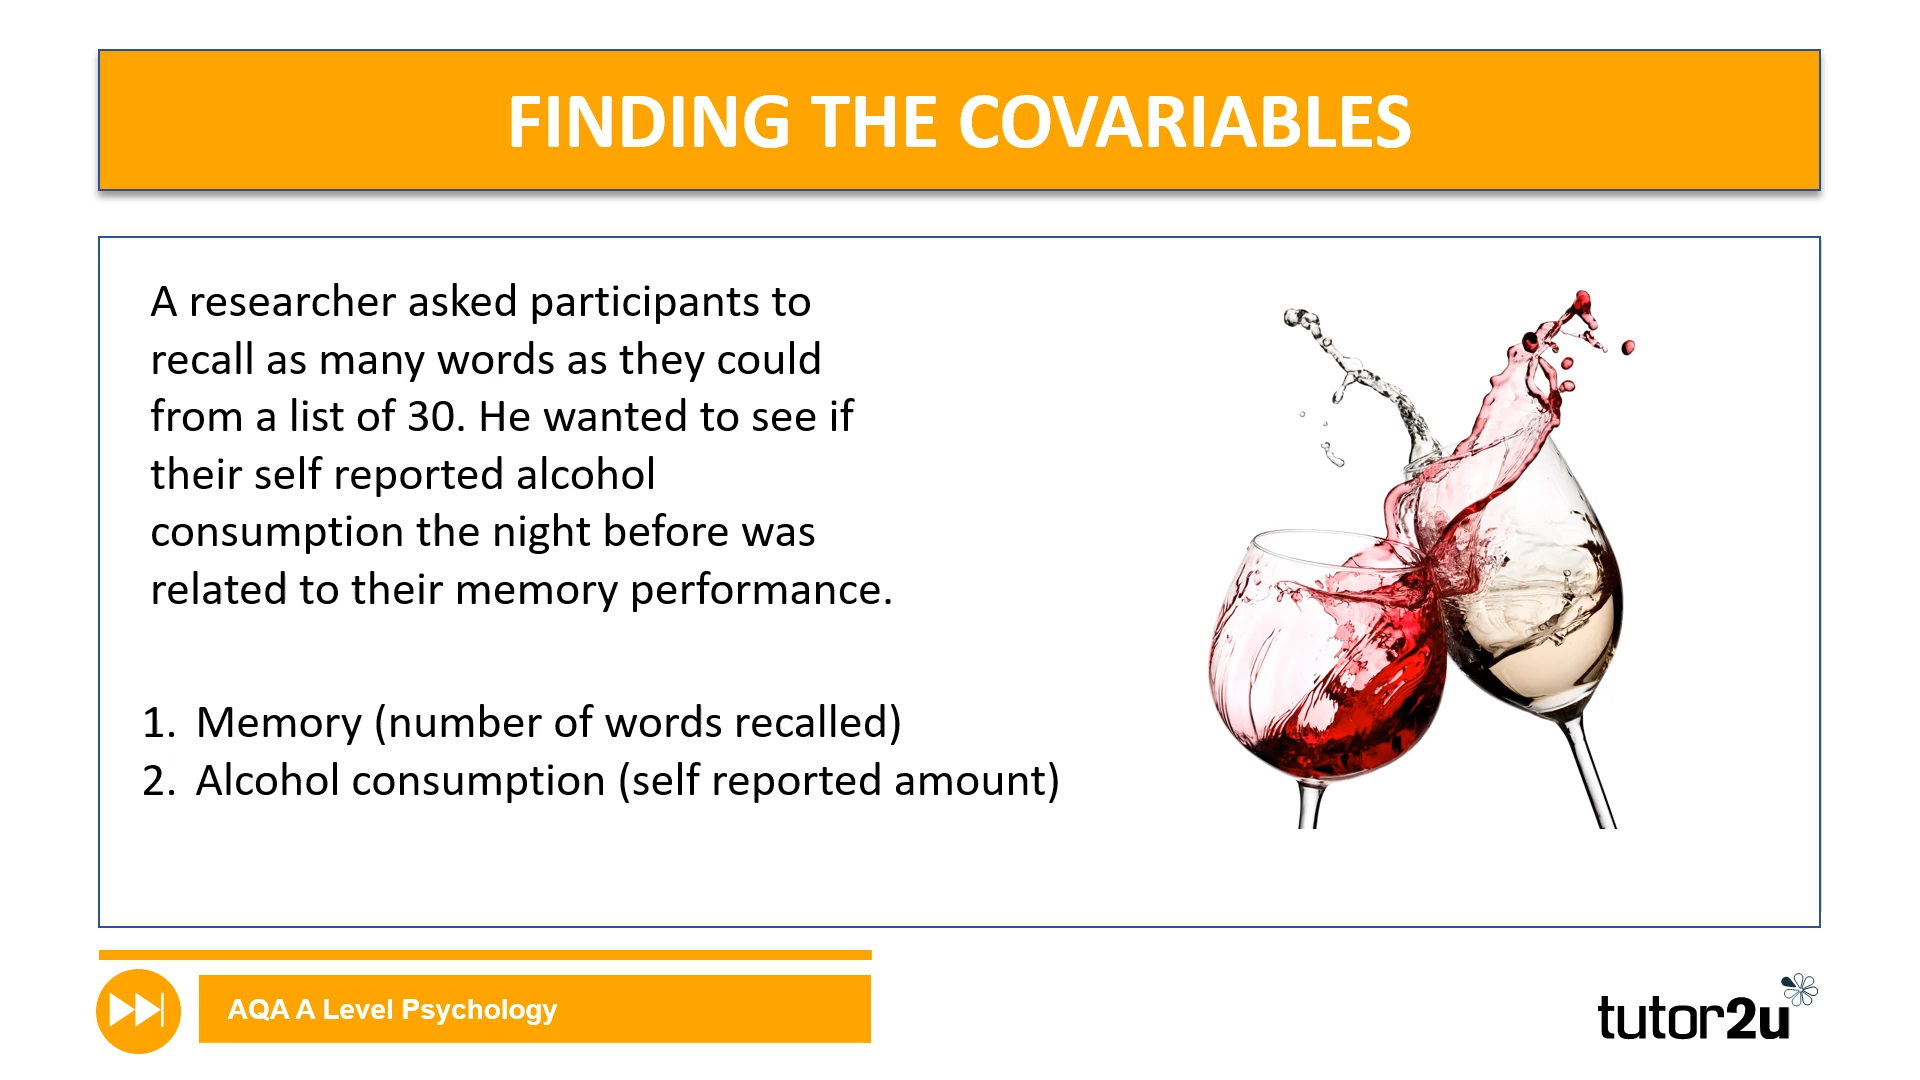 FINDING THE COVARIABLES
A researcher asked participants to
recall as many words as they could
from a list of 30. He wanted to see if
their self reported alcohol
consumption the night before was
related to their memory performance.
1. Memory (number of words recalled)
2. Alcohol consumption (self reported amount)
AQA A Level Psychology
tutor2u